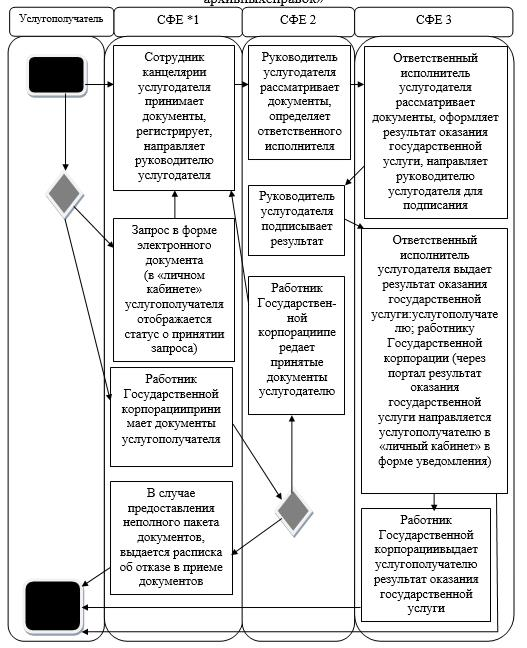 архивныхсправок»
Услугополучатель
СФЕ *1
СФЕ 2
СФЕ 3
Сотрудник
канцелярии
услугодателя
принимает
документы,
регистрирует,
направляет
руководителю
услугодателя
Руководитель
услугодателя
рассматривает
документы,
определяет
ответственного
исполнителя
Ответственный
исполнитель
услугодателя
рассматривает
документы, оформляет
результат оказания
государственной
услуги, направляет
руководителю
услугодателя для
подписания
Руководитель
услугодателя
подписывает
результат
Запрос в форме
электронного
документа
(в «личном
кабинете»
услугополучателя
отображается
статус о принятии
запроса)
Ответственный
исполнитель
услугодателя выдает
результат оказания
государственной
услуги:услугополучате
лю; работнику
Государственной
корпорации (через
портал результат
оказания
государственной
услуги направляется
услугополучателю в
«личный кабинет» в
форме уведомления)
Работник
Государствен-
ной
корпорациипе
редает
принятые
документы
услугодателю
Работник
Государственной
корпорацииприни
мает документы
услугополучателя
В случае
предоставления
неполного пакета
документов,
выдается расписка
об отказе в приеме
документов
Работник
Государственной
корпорациивыдает
услугополучателю
результат оказания
государственной
услуги